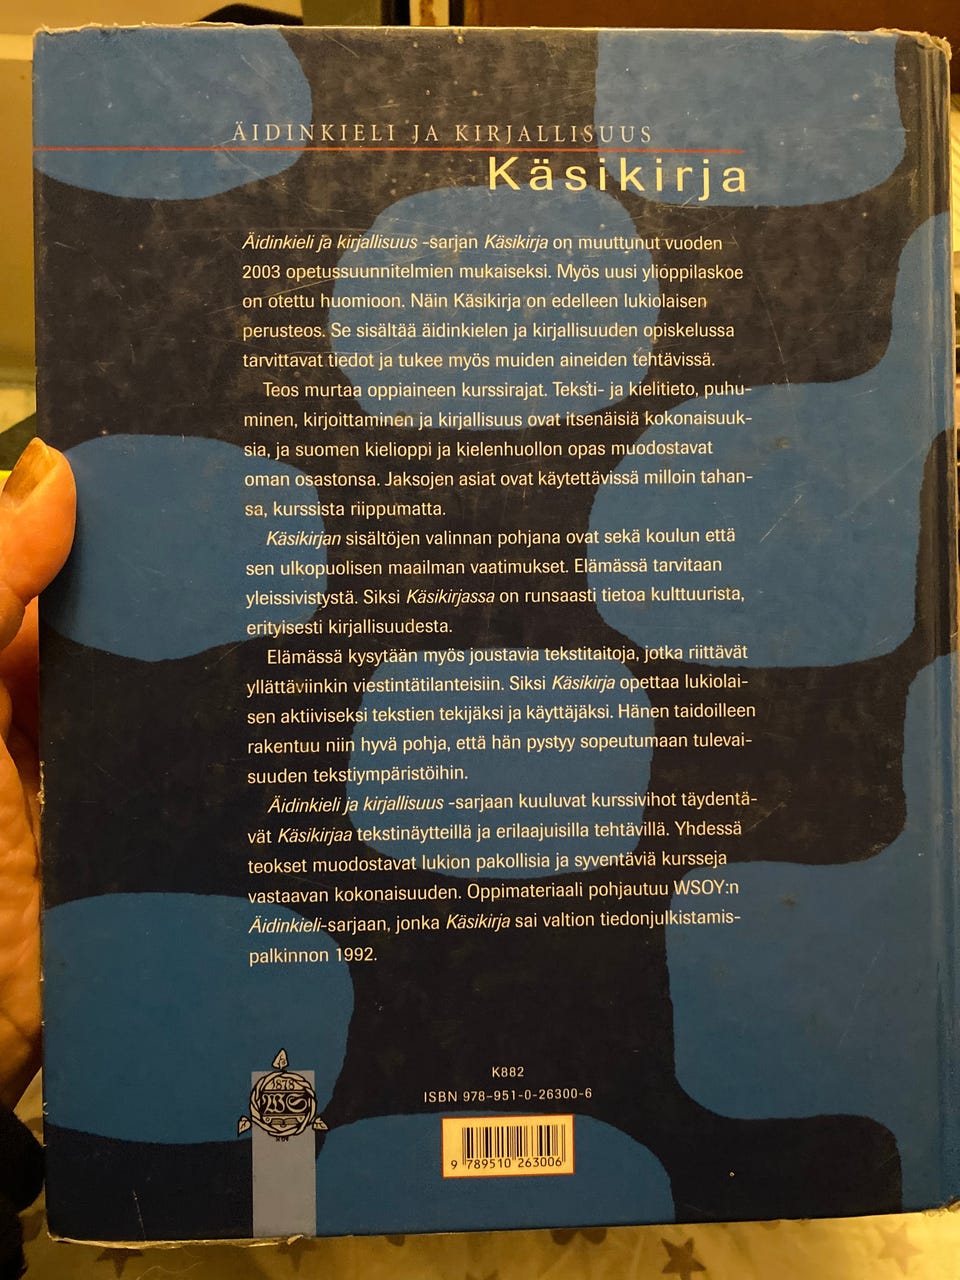 ÄIDINKIELI JA KIRJALLISUUS
Käsikirja
Äidinkieli ja kirjallisuus -sarjan Käsikirja on muuttunut vuoden
2003 opetussuunnitelmien mukaiseksi. Myös uusi ylioppilaskoe
on otettu huomioon. Näin Käsikirja on edelleen lukiolaisen
perusteos. Se sisältää äidinkielen ja kirjallisuuden opiskelussa
tarvittavat tiedot ja tukee myös muiden aineiden tehtävissä.
Teos murtaa oppiaineen kurssirajat. Teksti- ja kielitieto, puhu-
minen, kirjoittaminen ja kirjallisuus ovat itsenäisiä kokonaisuuk-
sia, ja suomen kielioppi ja kielenhuollon opas muodostavat
oman osastonsa. Jaksojen asiat ovat käytettävissä milloin tahan-
sa, kurssista riippumatta.
Käsikirjan sisältöjen valinnan pohjana ovat sekä koulun että
sen ulkopuolisen maailman vaatimukset. Elämässä tarvitaan
yleissivistystä. Siksi Käsikirjassa on runsaasti tietoa kulttuurista,
erityisesti kirjallisuudesta.
Elämässä kysytään myös joustavia tekstitaitoja, jotka riittävät
yllättäviinkin viestintätilanteisiin. Siksi Käsikirja opettaa lukiolai-
sen aktiiviseksi tekstien tekijäksi ja käyttäjäksi. Hänen taidoilleen
rakentuu niin hyvä pohja, että hän pystyy sopeutumaan tulevai-
suuden tekstiympäristöihin.
Äidinkieli ja kirjallisuus -sarjaan kuuluvat kurssivihot täydentä-
vät Käsikirjaa tekstinäytteillä ja erilaajuisilla tehtävillä. Yhdessä
teokset muodostavat lukion pakollisia ja syventäviä kursseja
vastaavan kokonaisuuden. Oppimateriaali pohjautuu WSOY:n
Äidinkieli-sarjaan, jonka Käsikirja sai valtion tiedonjulkistamis-
palkinnon 1992.
1878
WS
K882
ISBN 978-951-0-26300-6
9 789510 263006